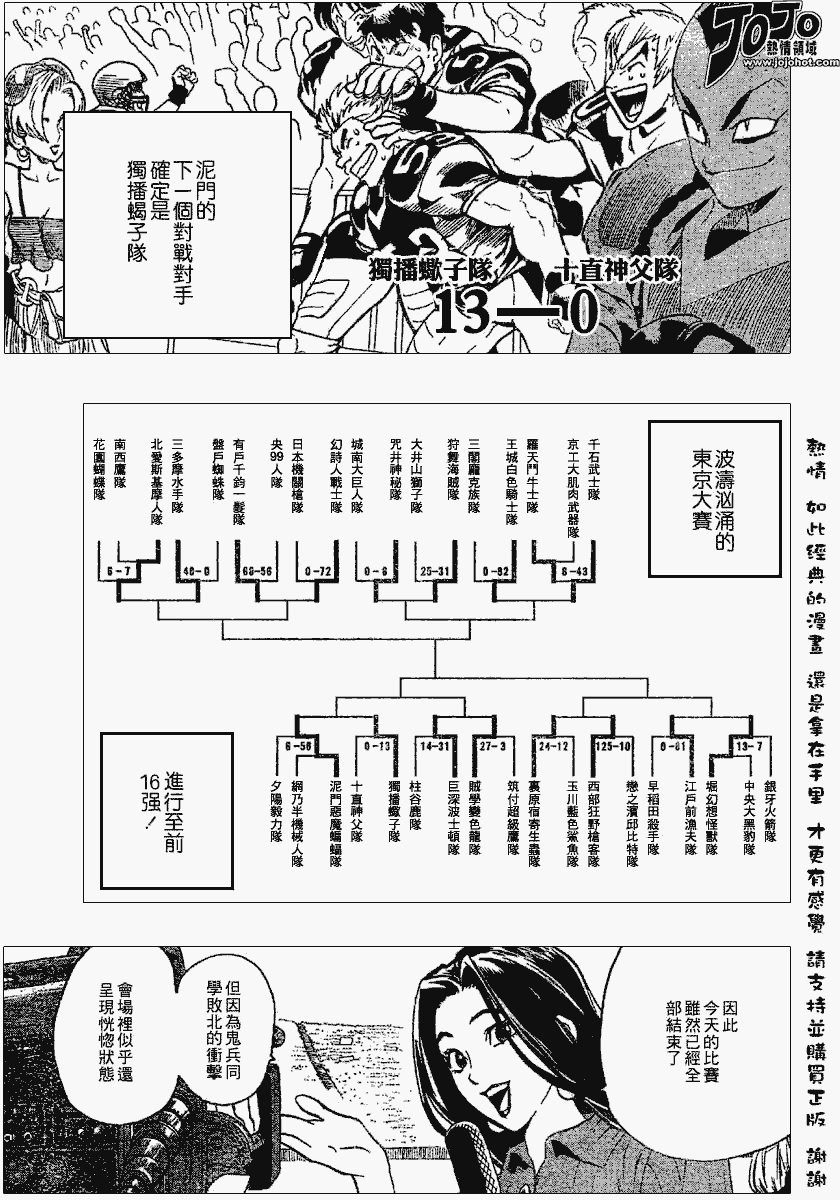 JOJO
熱情領域
www.jojohot.com
泥門的
下一個對戰對手
確定是
獨播蝎子隊
獨播蠍子隊
十直神父隊
13—0
波濤洶涌的
東京大賽
千石武士隊
京工大肌肉武器隊
羅天鬥牛士隊
王城白色騎士隊
三閣龐克族隊
狩舞海賊隊
大井山獅子隊
咒井神秘隊
城南大巨人隊
幻詩人戰士隊
日本機關槍隊
央99人隊
有戶千鈞一髮隊
盤戶蜘蛛隊
三多摩水手隊
北愛斯基摩人隊
南西鷹隊
花園蝴蝶隊
6-7
46-0
68-56
0-72
0-6
25-31
0-92
8-43
6-56
0-13
14-31
27-3
24-12
125-10
6-61
13-7
銀牙火箭隊
中央大黑豹隊
堀幻想怪獸隊
江戶前漁夫隊
早稻田殺手隊
戀之濱邱比特隊
西部狂野槍客隊
玉川藍色鯊魚隊
裏原宿寄生蟲隊
筑付超級鷹隊
賊學變色龍隊
巨深波士頓隊
柱谷鹿隊
獨播蠍子隊
十直神父隊
泥門惡魔蝙蝠隊
網乃半機械人隊
夕陽毅力隊
進行至前
16强!
因此
今天的比賽
雖然已經全
部結束了
但因為鬼兵同
學敗北的衝擊
會場裡似乎還
呈現恍惚狀態
熱情 如此經典的漫畫 還是拿在手里 才更有感覺 請支持並購買正版 謝謝